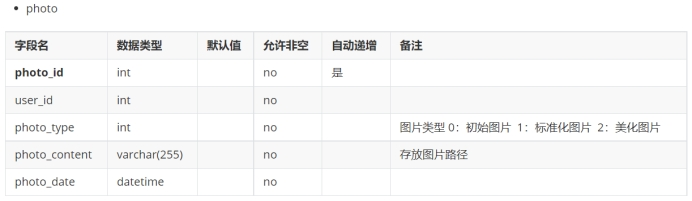 • photo
字段名 数据类型 默认值 允许非空 自动递增 备注
photo_id int no 是
user_id int no
photo_type int no 图片类型 0：初始图片 1：标准化图片 2：美化图片
photo_content varchar(255) no 存放图片路径
photo_date datetime no